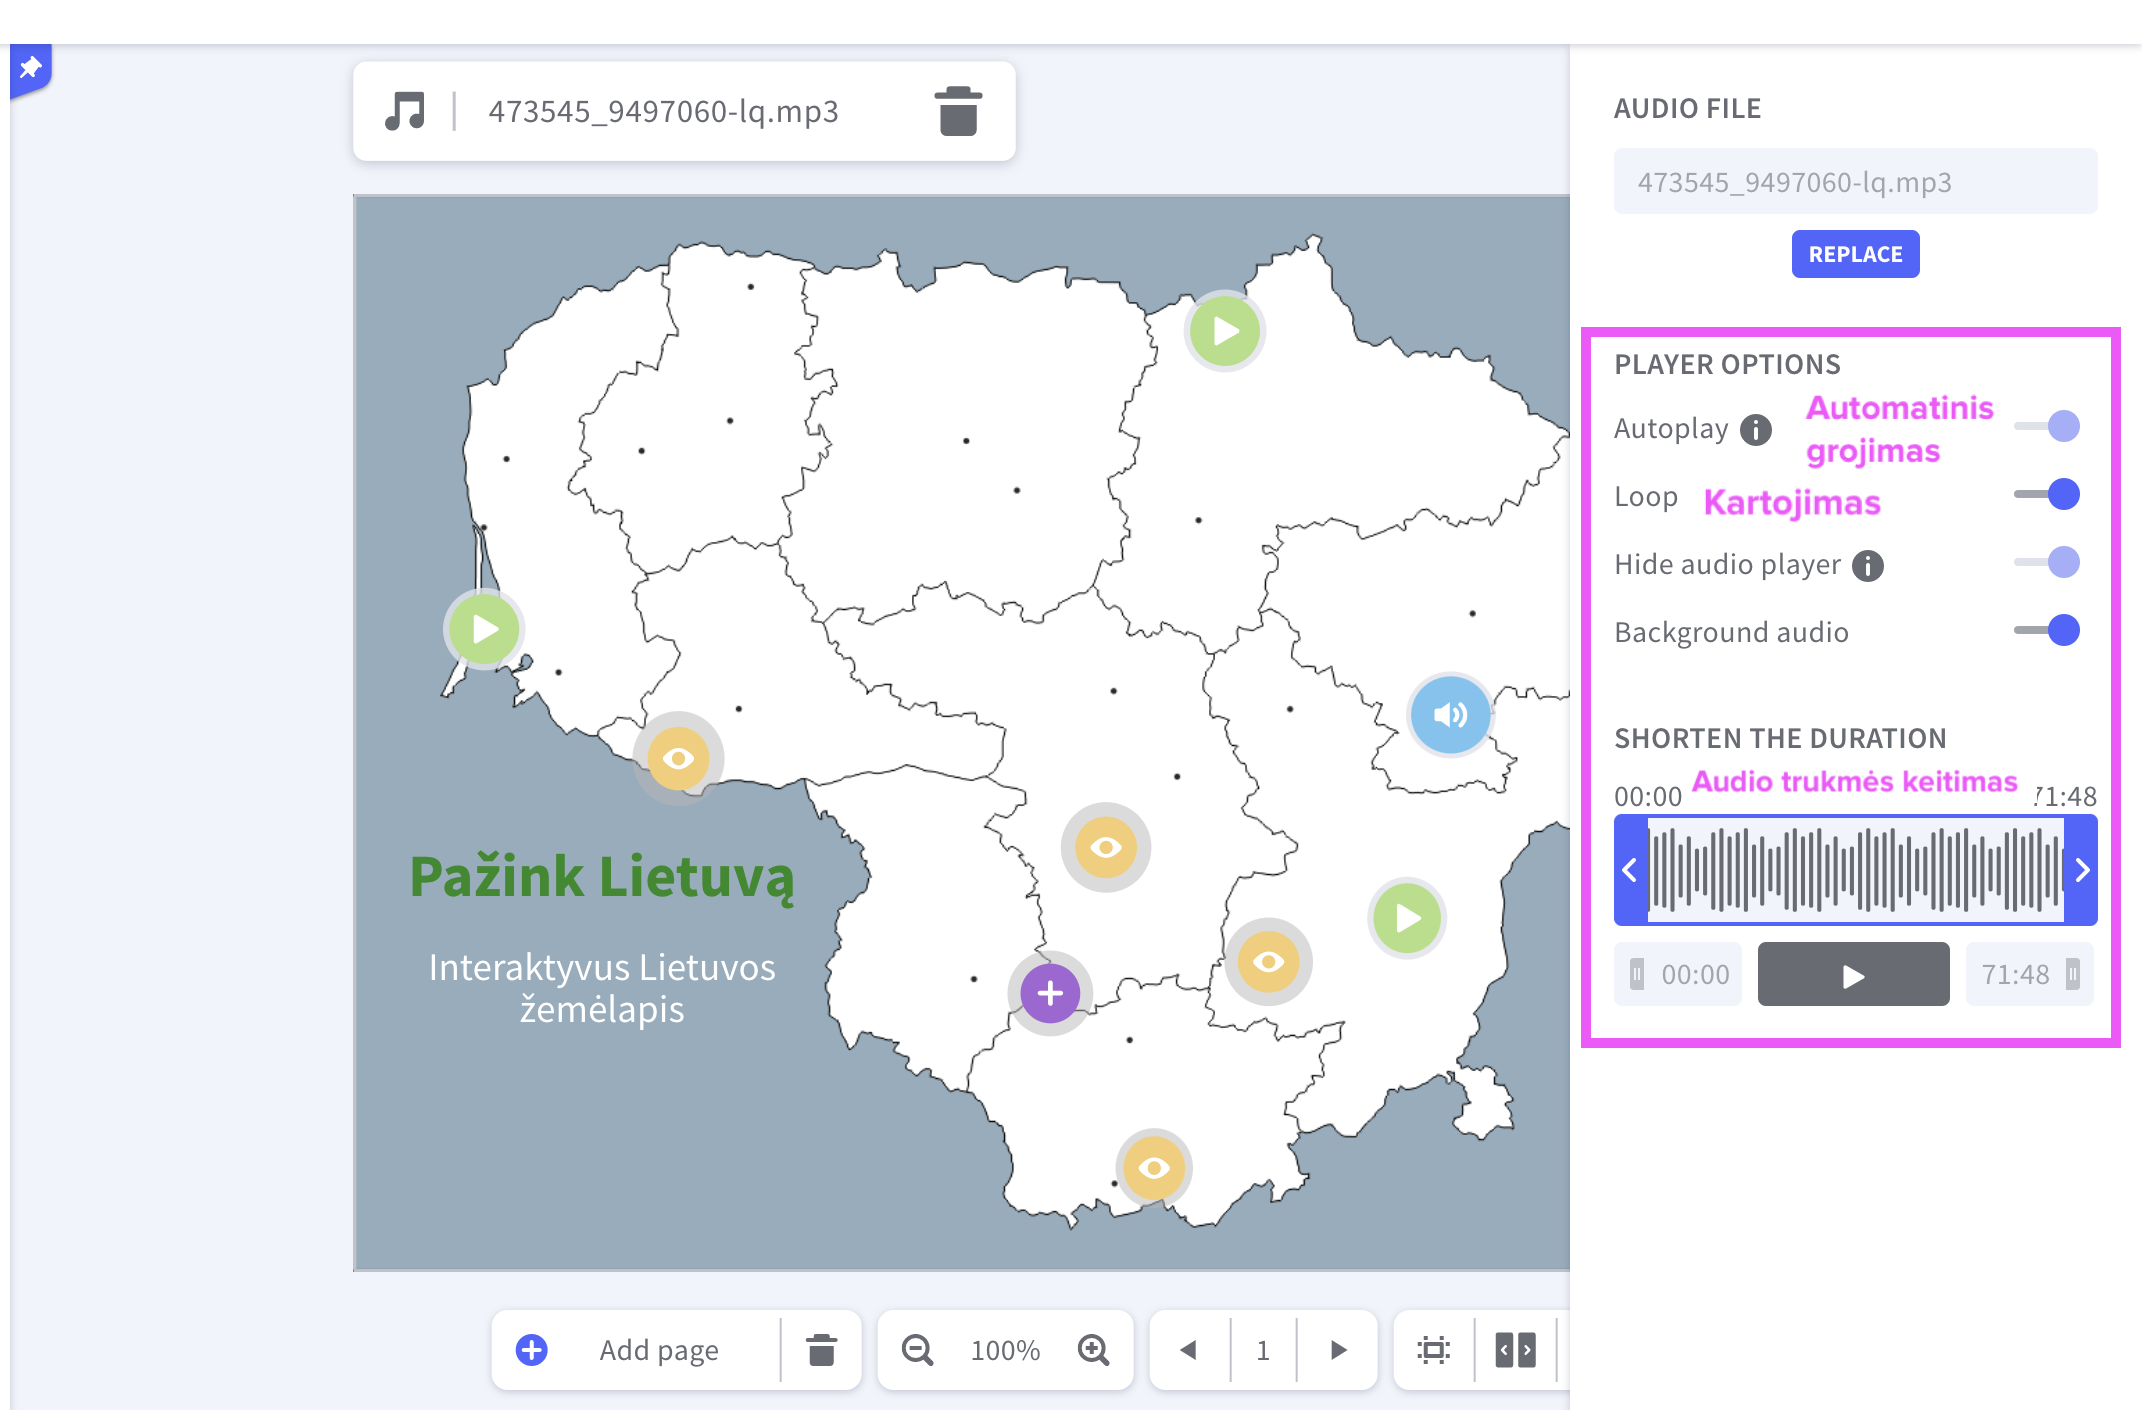 473545_9497060-lq.mp3
Pažink Lietuvą
Interaktyvus Lietuvos
žemėlapis
Add page
100%
1
AUDIO FILE
473545_9497060-lq.mp3
REPLACE
PLAYER OPTIONS
Autoplay
Automatinis
grojimas
Loop
Kartojimas
Hide audio player
Background audio
SHORTEN THE DURATION
Audio trukmės keitimas
00:00
71:48
00:00
71:48